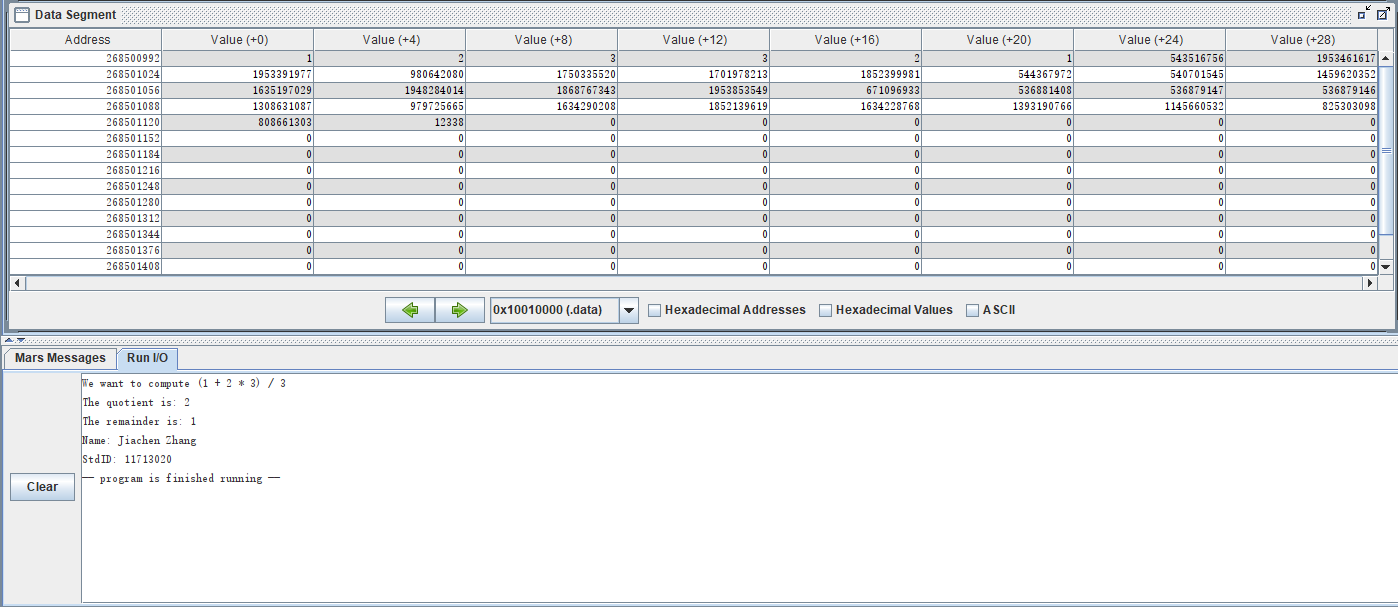 Data Segment
Address Value (+0) Value (+4) Value (+8) Value (+12) Value (+16) Value (+20) Value (+24) Value (+28)
268500992 1 2 3 3 2 1 543516756 1953461617
268501024 1953391977 980642080 1750335520 1701978213 1852399981 544367972 540701545 1459620352
268501056 1635197029 1948284014 1868767343 1953853549 671096933 536881408 536879147 536879146
268501088 1308631087 979725665 1634290208 1852139619 1634228768 1393190766 1145660532 825303098
268501120 808661303 12338 0 0 0 0 0 0
268501152 0 0 0 0 0 0 0 0
268501184 0 0 0 0 0 0 0 0
268501216 0 0 0 0 0 0 0 0
268501248 0 0 0 0 0 0 0 0
268501280 0 0 0 0 0 0 0 0
268501312 0 0 0 0 0 0 0 0
268501344 0 0 0 0 0 0 0 0
268501376 0 0 0 0 0 0 0 0
268501408 0 0 0 0 0 0 0 0
0x10010000 (.data) Hexadecimal Addresses Hexadecimal Values ASCII
Mars Messages Run I/O
We want to compute (1 + 2 * 3) / 3
The quotient is: 2
The remainder is: 1
Name: Jiachen Zhang
StdID: 11713020
── program is finished running ──
Clear